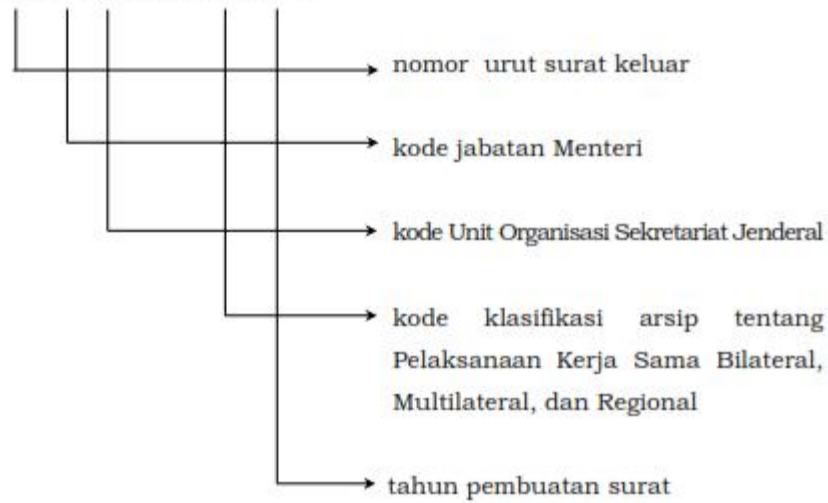 nomor urut surat keluar
kode jabatan Menteri
kode Unit Organisasi Sekretariat Jenderal
kode klasifikasi arsip tentang
Pelaksanaan Kerja Sama Bilateral,
Multilateral, dan Regional
tahun pembuatan surat